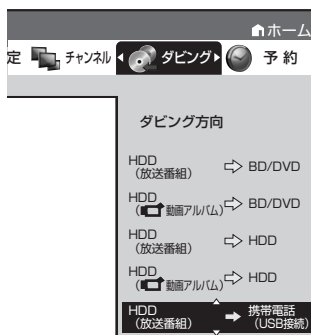 ホーム
定 チャンネル ダビング 予約
ダビング方向
HDD
（放送番組） ⇨ BD/DVD
HDD
（動画アルバム） ⇨ BD/DVD
HDD
（放送番組） ⇨ HDD
HDD
（動画アルバム） ⇨ HDD
HDD
（放送番組） ➡ 携帯電話
（USB接続）